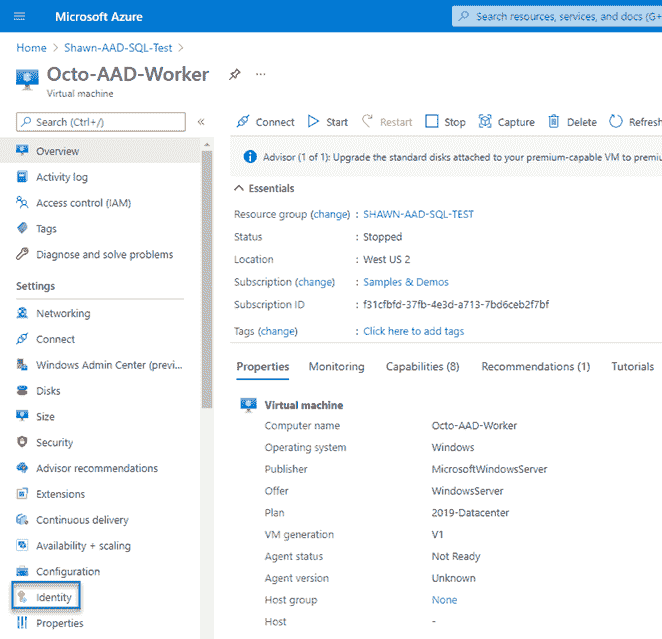 Microsoft Azure
Search resources, services, and docs (G+
Home > Shawn-AAD-SQL-Test >
Octo-AAD-Worker
Virtual machine
Search (Ctrl+/)
Connect Start Restart Stop Capture Delete Refresh
Overview
Activity log
Access control (IAM)
Tags
Diagnose and solve problems
Settings
Networking
Connect
Windows Admin Center (previ...
Disks
Size
Security
Advisor recommendations
Extensions
Continuous delivery
Availability + scaling
Configuration
Identity
Properties
Advisor (1 of 1): Upgrade the standard disks attached to your premium-capable VM to premiu
Essentials
Resource group (change) : SHAWN-AAD-SQL-TEST
Status : Stopped
Location : West US 2
Subscription (change) : Samples & Demos
Subscription ID : f31cfbfd-37fb-4e3d-a713-7bd6ceb2f7bf
Tags (change) : Click here to add tags
Properties Monitoring Capabilities (8) Recommendations (1) Tutorials
Virtual machine
Computer name Octo-AAD-Worker
Operating system Windows
Publisher MicrosoftWindowsServer
Offer WindowsServer
Plan 2019-Datacenter
VM generation V1
Agent status Not Ready
Agent version Unknown
Host group None
Host -